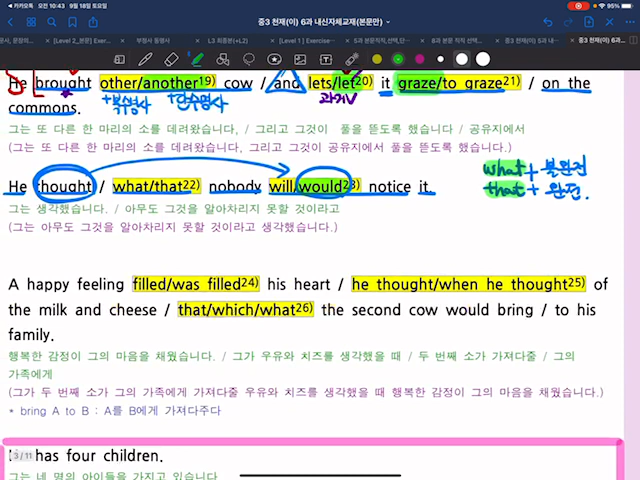 카카오톡 오전 10:43 9월 18일 일요일
95%
중3 천재(이) 6과 내신자체교재(본문만)
[Level 2_본문] Exer...
부정사 동명사
L3 최종본(+L2)
[Level 1] Exercise...
5과 본문지직,선택,단...
6과 본문 지직 선택...
중3 천재(이) 5과 내...
중3 천재(이) 6과...
He brought other/another19) cow / and lets/let20) it graze/to graze21) / on the
+복수명사 +단수명사 과거V
commons.
그는 또 다른 한 마리의 소를 데려왔습니다, / 그리고 그것이 풀을 뜯도록 했습니다 / 공유지에서
(그는 또 다른 한 마리의 소를 데려왔습니다, 그리고 그것이 공유지에서 풀을 뜯도록 했습니다.)
what + 불완전
He thought / what/that22) nobody will/would23) notice it.
that + 완전.
그는 생각했습니다. / 아무도 그것을 알아차리지 못할 것이라고
(그는 아무도 그것을 알아차리지 못할 것이라고 생각했습니다.)
A happy feeling filled/was filled24) his heart / he thought/when he thought25) of
the milk and cheese / that/which/what26) the second cow would bring / to his
family.
행복한 감정이 그의 마음을 채웠습니다. / 그가 우유와 치즈를 생각했을 때 / 두 번째 소가 가져다줄 / 그의
가족에게
(그가 두 번째 소가 그의 가족에게 가져다줄 우유와 치즈를 생각했을 때 행복한 감정이 그의 마음을 채웠습니다.)
* bring A to B : A를 B에게 가져다주다
3/11 has four children.
그는 네 명의 아이들을 가지고 있습니다